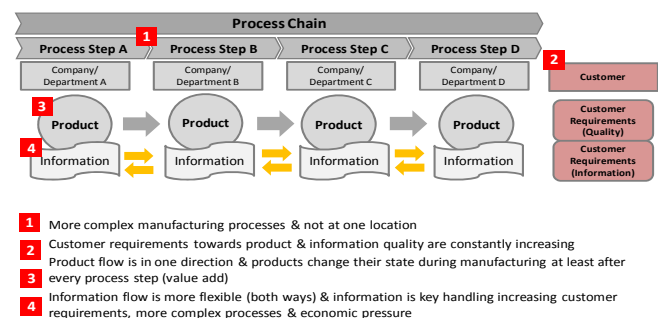 Process Chain
1
Process Step A Process Step B Process Step C Process Step D
2
Company/ Company/ Company/ Company/
Department A Department B Department C Department D
Customer
3
Product Product Product Product
Customer
Requirements
(Quality)
4
Information Information Information Information
Customer
Requirements
(Information)
1 More complex manufacturing processes & not at one location
2 Customer requirements towards product & information quality are constantly increasing
Product flow is in one direction & products change their state during manufacturing at least after
3 every process step (value add)
4 Information flow is more flexible (both ways) & information is key handling increasing customer
requirements, more complex processes & economic pressure